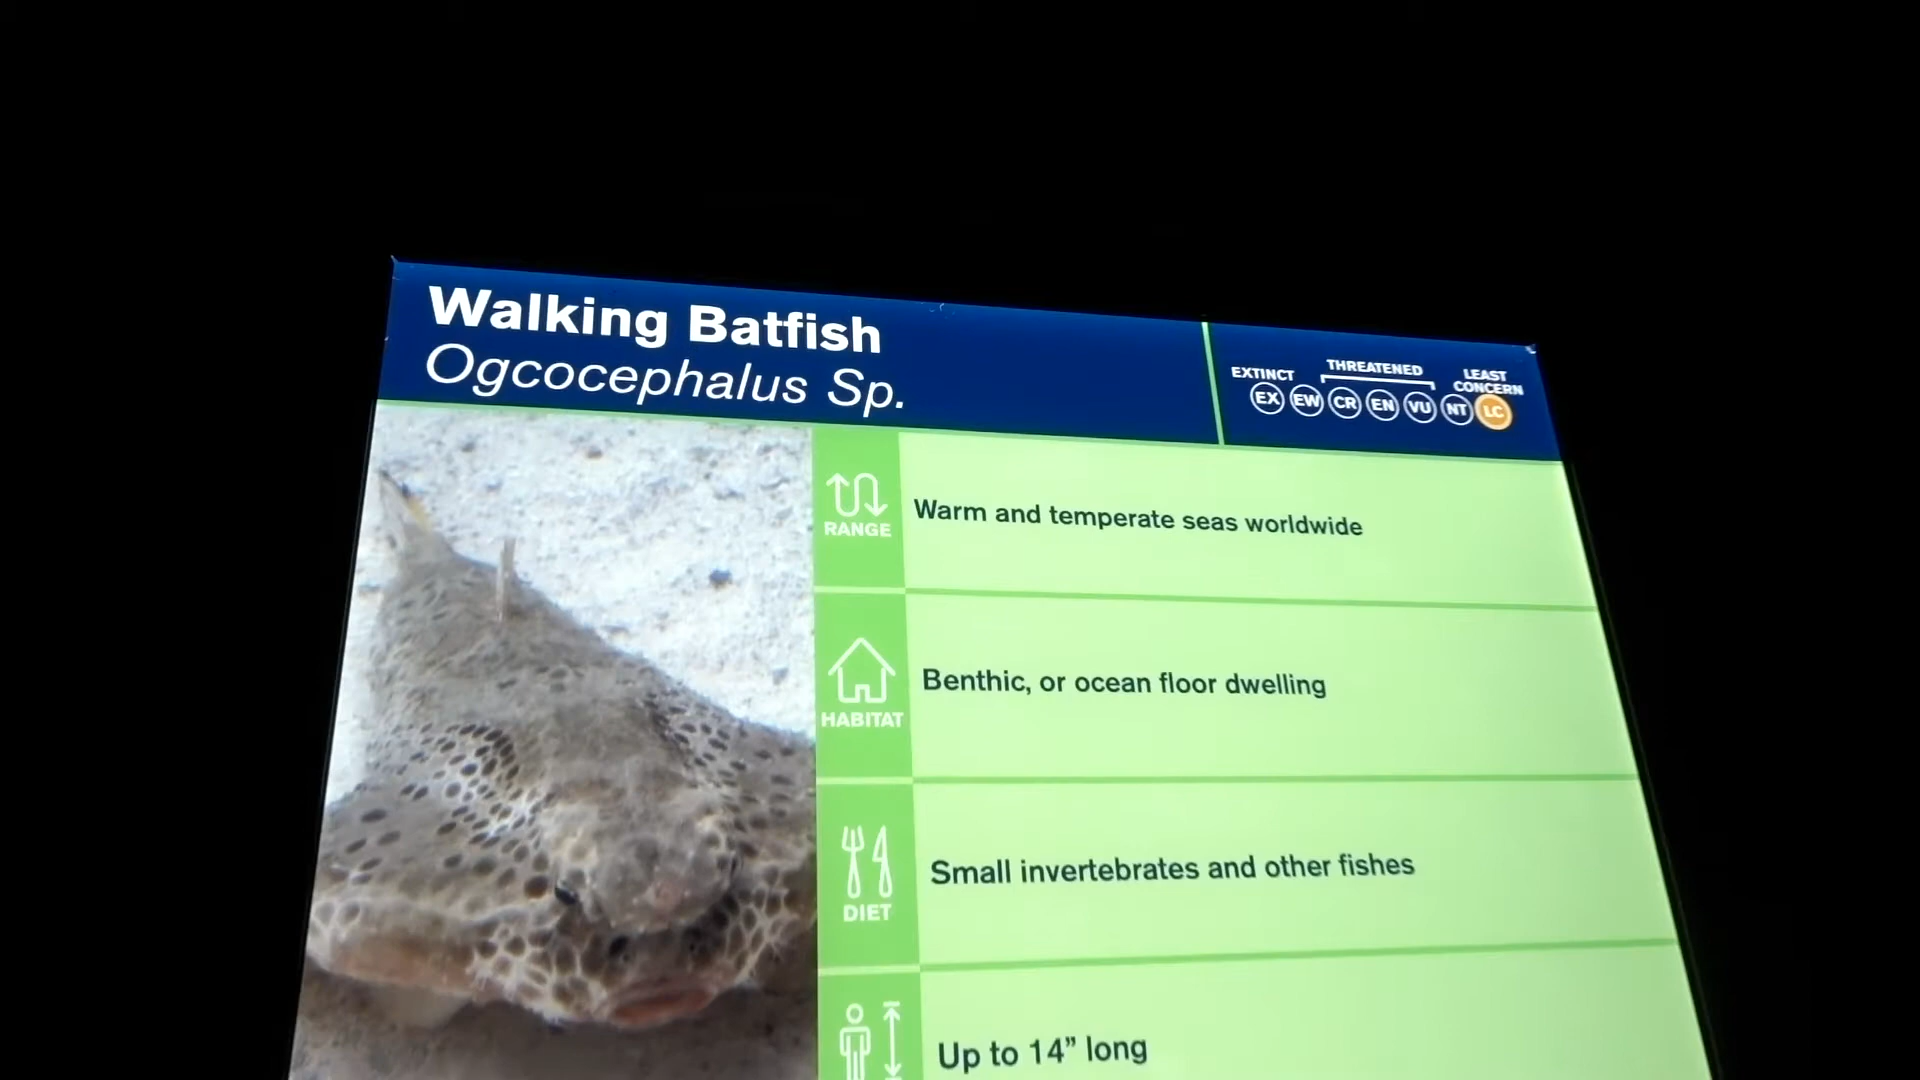 Walking Batfish
Ogcocephalus Sp.
EXTINCT
THREATENED
LEAST
CONCERN
EX EW CR EN VU NT LC
RANGE
Warm and temperate seas worldwide
HABITAT
Benthic, or ocean floor dwelling
DIET
Small invertebrates and other fishes
Up to 14” long